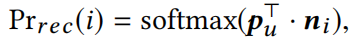 Pr_{rec}(i) = softmax(p_u^⊤ · n_i),